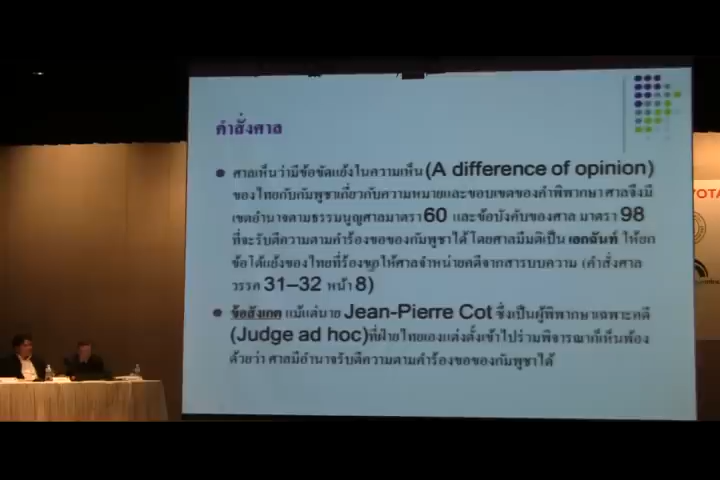 คำสั่งศาล
ศาลเห็นว่ามีข้อขัดแย้งในความเห็น (A difference of opinion)
ของไทยกับกัมพูชาเกี่ยวกับความหมายและขอบเขตของคำพิพากษา ศาลจึงมี
เขตอำนาจตามธรรมนูญศาลมาตรา 60 และข้อบังคับของศาล มาตรา 98
ที่จะรับตีความตามคำร้องขอของกัมพูชาได้ โดยศาลมีมติเป็น เอกฉันท์ ให้ยก
ข้อโต้แย้งของไทยที่ร้องขอให้ศาลจำหน่ายคดีจากสารบบความ (คำสั่งศาล
วรรค 31–32 หน้า 8)
ข้อสังเกต แม้แต่นาย Jean-Pierre Cot ซึ่งเป็นผู้พิพากษาเฉพาะคดี
(Judge ad hoc) ที่ฝ่ายไทยเองแต่งตั้งเข้าไปร่วมพิจารณาก็เห็นพ้อง
ด้วยว่า ศาลมีอำนาจรับตีความตามคำร้องขอของกัมพูชาได้